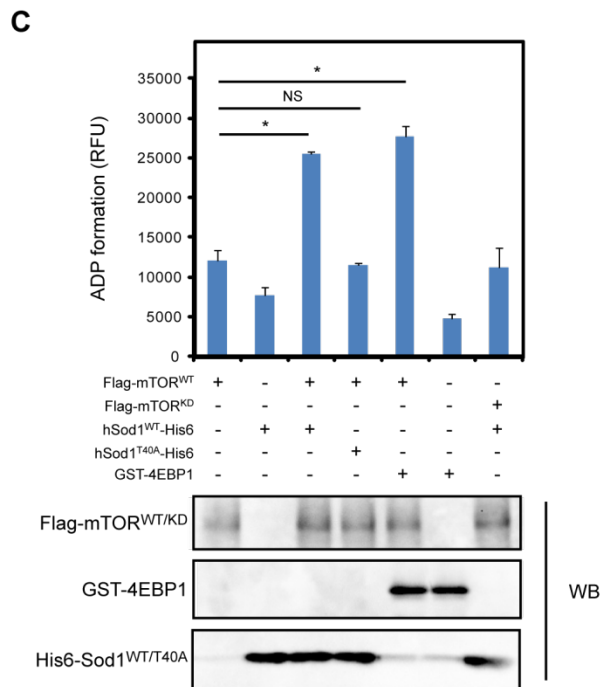 C
ADP formation (RFU)
35000
30000
25000
20000
15000
10000
5000
0
*
NS
*
Flag-mTORᵂᵀ + - + + + - -
Flag-mTORᴷᴰ - - - - - - +
hSod1ᵂᵀ-His6 - + + - - - +
hSod1ᵀ⁴⁰ᴬ-His6 - - - + - - -
GST-4EBP1 - - - - + + -
Flag-mTORᵂᵀ/ᴷᴰ
GST-4EBP1
His6-Sod1ᵂᵀ/ᵀ⁴⁰ᴬ
WB